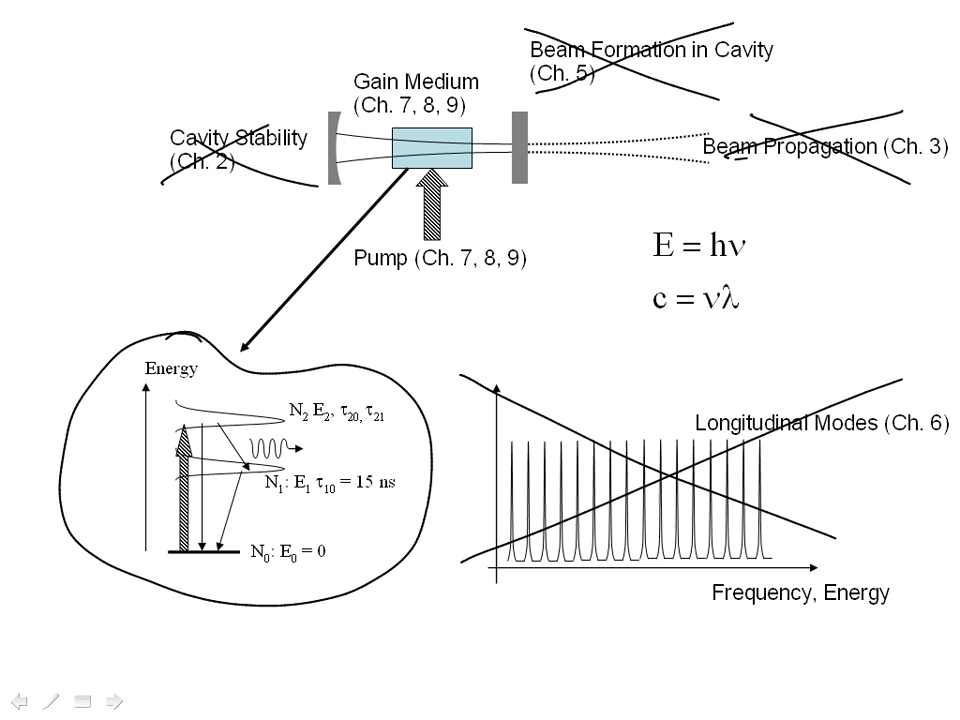 Beam Formation in Cavity
(Ch. 5)
Gain Medium
(Ch. 7, 8, 9)
Cavity Stability
(Ch. 2)
Beam Propagation (Ch. 3)
Pump (Ch. 7, 8, 9)
E = hν
c = νλ
Energy
N₂ E₂, τ₂₀, τ₂₁
N₁: E₁ τ₁₀ = 15 ns
N₀: E₀ = 0
Longitudinal Modes (Ch. 6)
Frequency, Energy